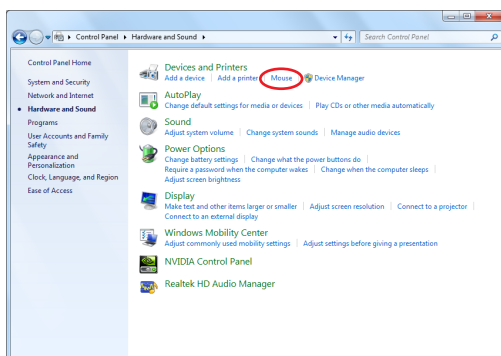 Control Panel ▸ Hardware and Sound ▸
Search Control Panel
Control Panel Home
System and Security
Network and Internet
Hardware and Sound
Programs
User Accounts and Family
Safety
Appearance and
Personalization
Clock, Language, and Region
Ease of Access
Devices and Printers
Add a device | Add a printer | Mouse | Device Manager
AutoPlay
Change default settings for media or devices | Play CDs or other media automatically
Sound
Adjust system volume | Change system sounds | Manage audio devices
Power Options
Change battery settings | Change what the power buttons do |
Require a password when the computer wakes | Change when the computer sleeps |
Adjust screen brightness
Display
Make text and other items larger or smaller | Adjust screen resolution | Connect to a projector |
Connect to an external display
Windows Mobility Center
Adjust commonly used mobility settings | Adjust settings before giving a presentation
NVIDIA Control Panel
Realtek HD Audio Manager